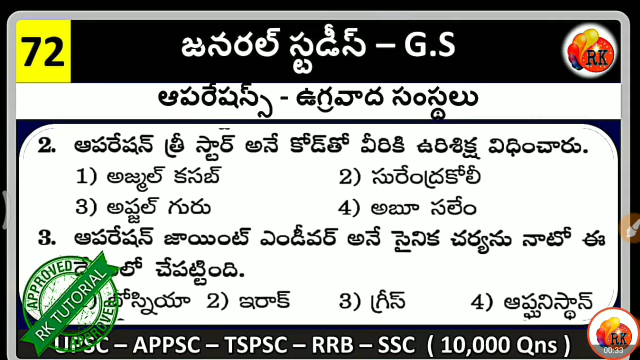 72
జనరల్ స్టడీస్ – G.S
RK
ఆపరేషన్స్ - ఉగ్రవాద సంస్థలు
2. ఆపరేషన్ త్రీ స్టార్ అనే కోడ్‌తో వీరికి ఉరిశిక్ష విధించారు.
1) అజ్మల్ కసబ్ 2) సురేంద్రకోలీ
3) అఫ్జల్ గురు 4) అబూ సలేం
3. ఆపరేషన్ జాయింట్ ఎండీవర్ అనే సైనిక చర్యను నాటో ఈ
లో చేపట్టింది.
బోస్నియా 2) ఇరాక్ 3) గ్రీస్ 4) ఆఫ్ఘనిస్థాన్
APPROVED
RK TUTORIAL
APPROVED
UPSC – APPSC – TSPSC – RRB – SSC ( 10,000 Qns )
RK
00:33